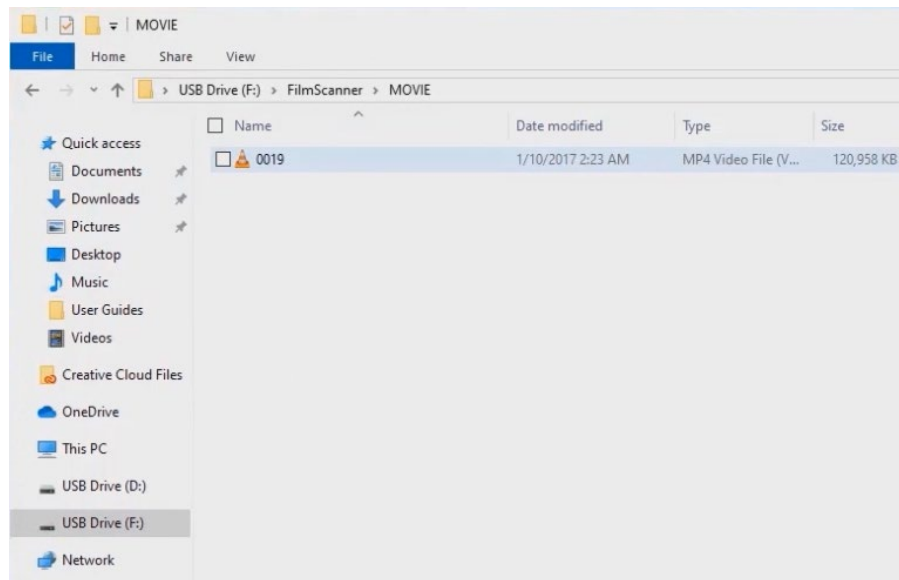 MOVIE
File Home Share View
USB Drive (F:) › FilmScanner › MOVIE
Name Date modified Type Size
0019 1/10/2017 2:23 AM MP4 Video File (V... 120,958 KB
Quick access
Documents
Downloads
Pictures
Desktop
Music
User Guides
Videos
Creative Cloud Files
OneDrive
This PC
USB Drive (D:)
USB Drive (F:)
Network